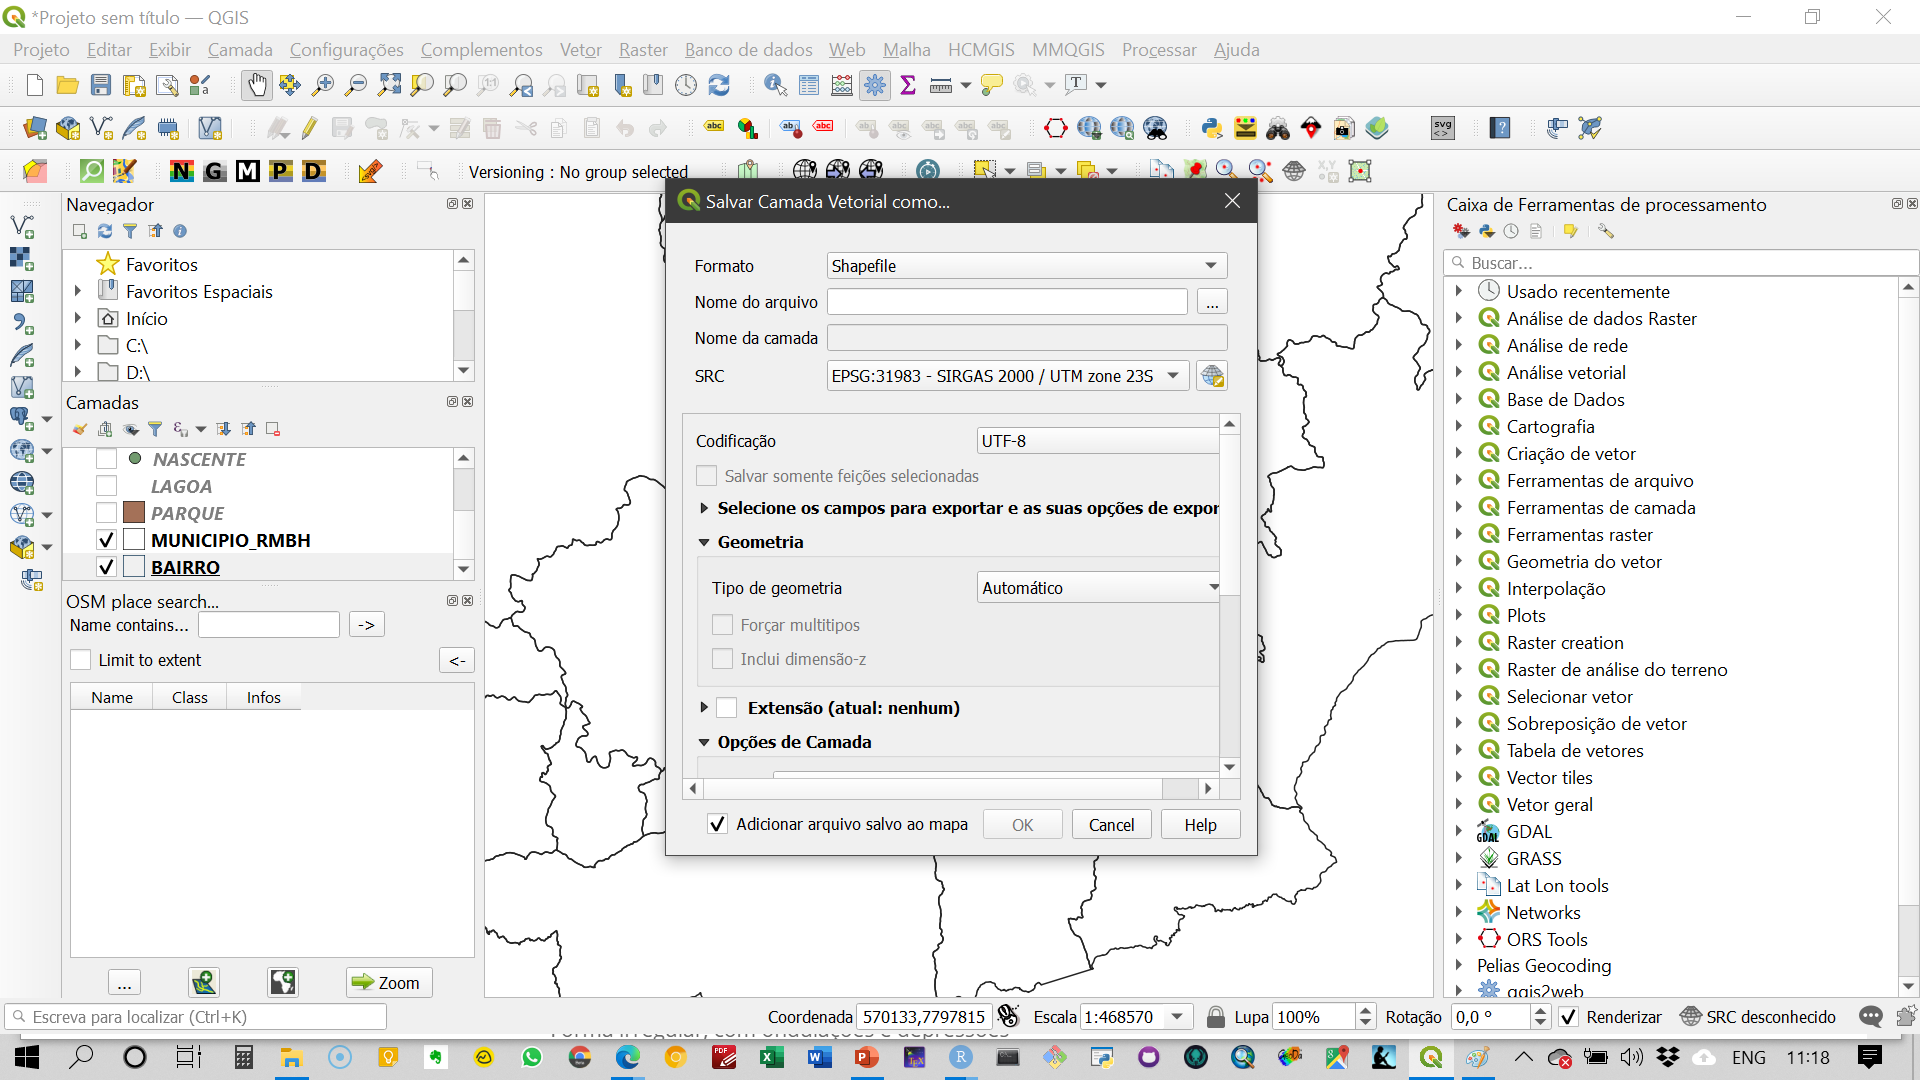 *Projeto sem título — QGIS
Projeto Editar Exibir Camada Configurações Complementos Vetor Raster Banco de dados Web Malha HCMGIS MMQGIS Processar Ajuda
N G M P D
Versioning : No group selected
Navegador
Favoritos
Favoritos Espaciais
Início
C:\
D:\
Camadas
NASCENTE
LAGOA
PARQUE
MUNICIPIO_RMBH
BAIRRO
OSM place search...
Name contains...
->
Limit to extent
<-
Name Class Infos
...
Zoom
Salvar Camada Vetorial como...
Formato
Shapefile
Nome do arquivo
...
Nome da camada
SRC
EPSG:31983 - SIRGAS 2000 / UTM zone 23S
Codificação
UTF-8
Salvar somente feições selecionadas
Selecione os campos para exportar e as suas opções de expor
Geometria
Tipo de geometria
Automático
Forçar multitipos
Inclui dimensão-z
Extensão (atual: nenhum)
Opções de Camada
Adicionar arquivo salvo ao mapa
OK
Cancel
Help
Caixa de Ferramentas de processamento
Buscar...
Usado recentemente
Análise de dados Raster
Análise de rede
Análise vetorial
Base de Dados
Cartografia
Criação de vetor
Ferramentas de arquivo
Ferramentas de camada
Ferramentas raster
Geometria do vetor
Interpolação
Plots
Raster creation
Raster de análise do terreno
Selecionar vetor
Sobreposição de vetor
Tabela de vetores
Vector tiles
Vetor geral
GDAL
GRASS
Lat Lon tools
Networks
ORS Tools
Pelias Geocoding
qgis2web
Escreva para localizar (Ctrl+K)
Coordenada 570133,7797815
Escala 1:468570
Lupa 100%
Rotação 0,0 °
Renderizar
SRC desconhecido
ENG 11:18